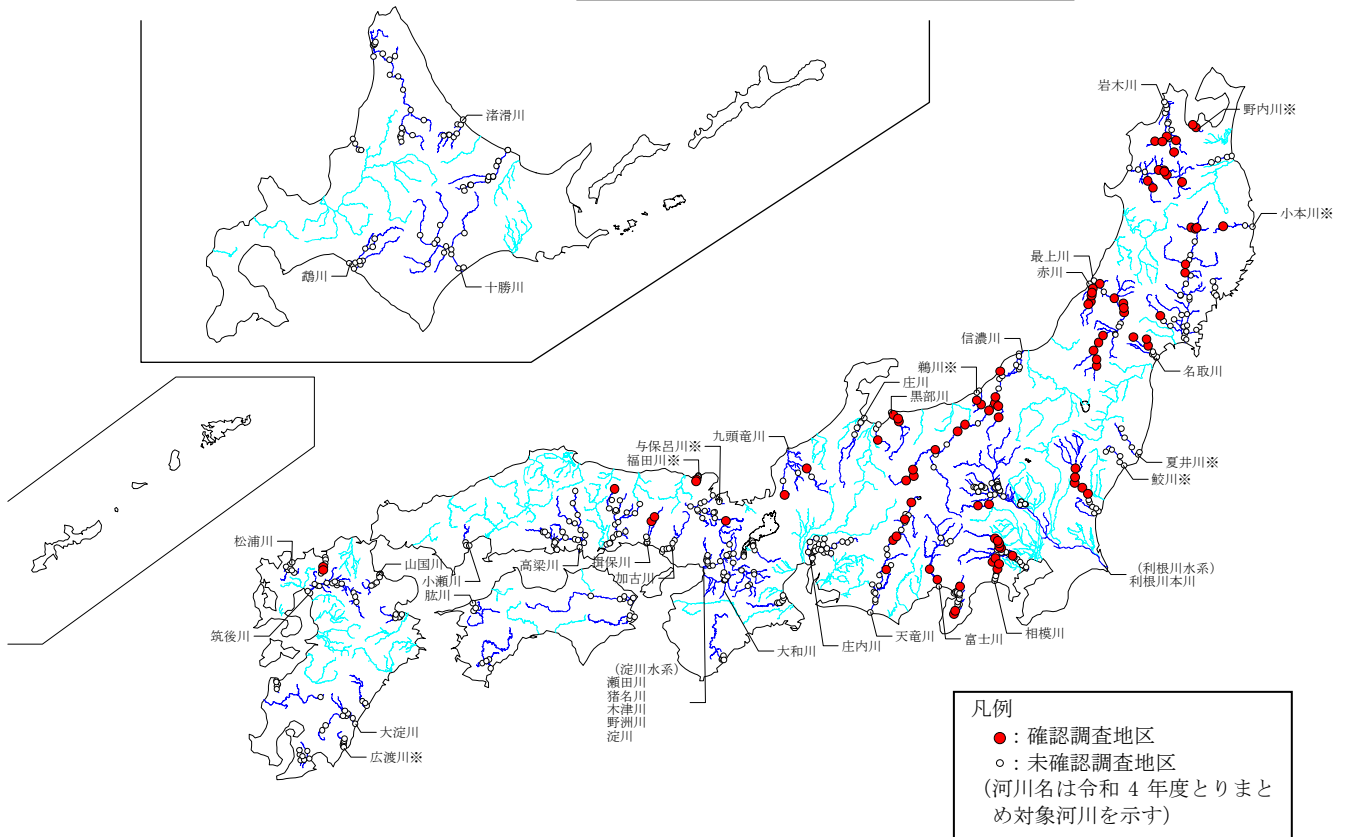 渚滑川
鵡川
十勝川
岩木川
野内川※
小本川※
最上川
赤川
信濃川
鵜川※
庄川
黒部川
名取川
九頭竜川
与保呂川※
福田川※
夏井川※
鮫川※
松浦川
山国川
小瀬川
肱川
高梁川
揖保川
加古川
(利根川水系)
利根川本川
筑後川
大和川
庄内川
天竜川
富士川
相模川
(淀川水系)
瀬田川
猪名川
木津川
野洲川
淀川
大淀川
広渡川※
凡例
：確認調査地区
：未確認調査地区
(河川名は令和 4 年度とりまと
め対象河川を示す)